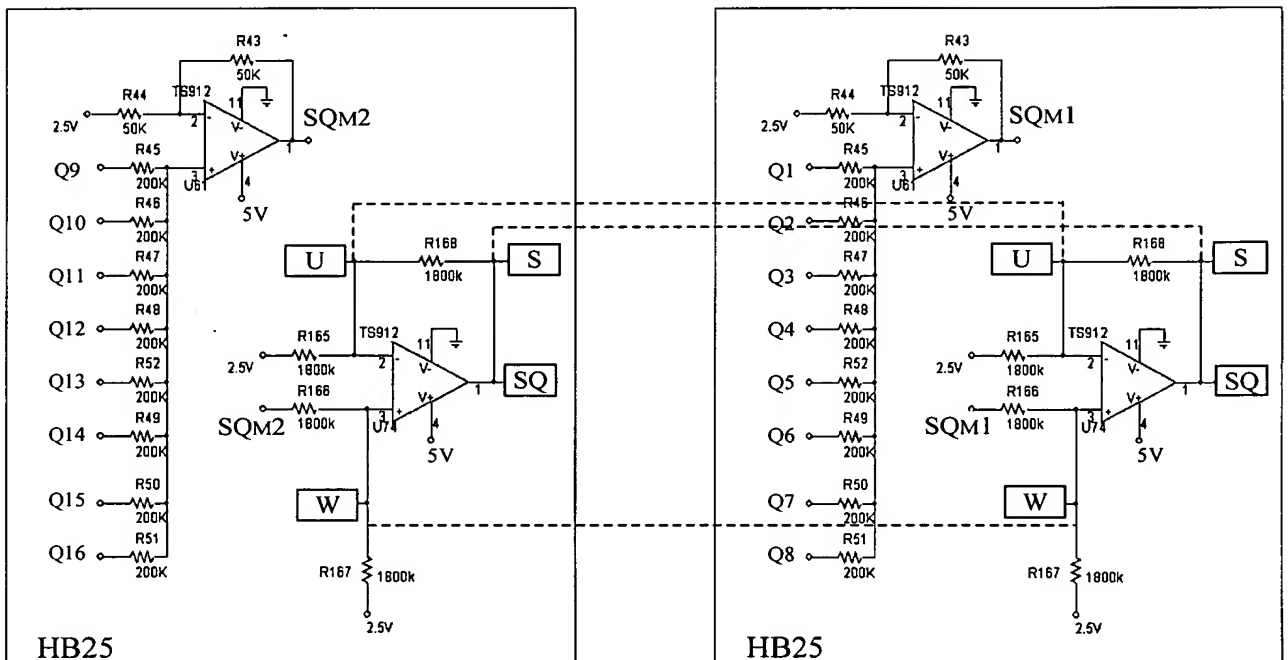 R43
50K
TS912
R44
50K
2.5V
2
11
V-
V+
3
4
1
U61
5V
SQM2
Q9
R45
200K
Q10
R46
200K
Q11
R47
200K
Q12
R48
200K
Q13
R52
200K
Q14
R49
200K
Q15
R50
200K
Q16
R51
200K
U
R168
1800k
S
R165
1800k
2.5V
TS912
2
11
V-
V+
3
4
1
U74
5V
SQ
R166
1800k
SQM2
W
R167
1800k
2.5V
HB25
R43
50K
TS912
R44
50K
2.5V
2
11
V-
V+
3
4
1
U61
5V
SQM1
Q1
R45
200K
Q2
R46
200K
Q3
R47
200K
Q4
R48
200K
Q5
R52
200K
Q6
R49
200K
Q7
R50
200K
Q8
R51
200K
U
R168
1800k
S
R165
1800k
2.5V
TS912
2
11
V-
V+
3
4
1
U74
5V
SQ
R166
1800k
SQM1
W
R167
1800k
2.5V
HB25